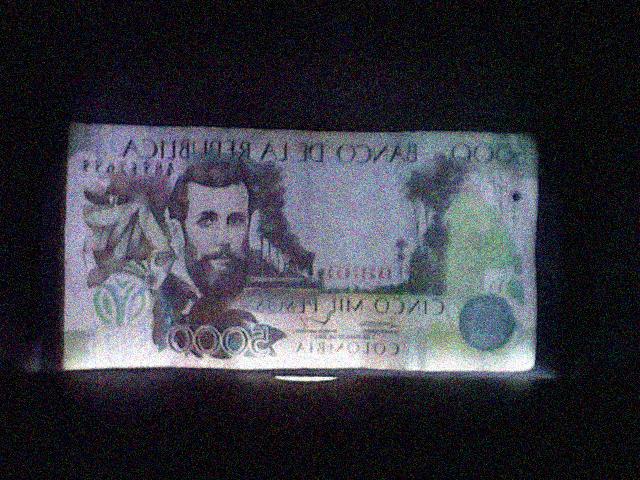 5000 BANCO DE LA REPUBLICA
CINCO MIL PESOS
5000
COLOMBIA